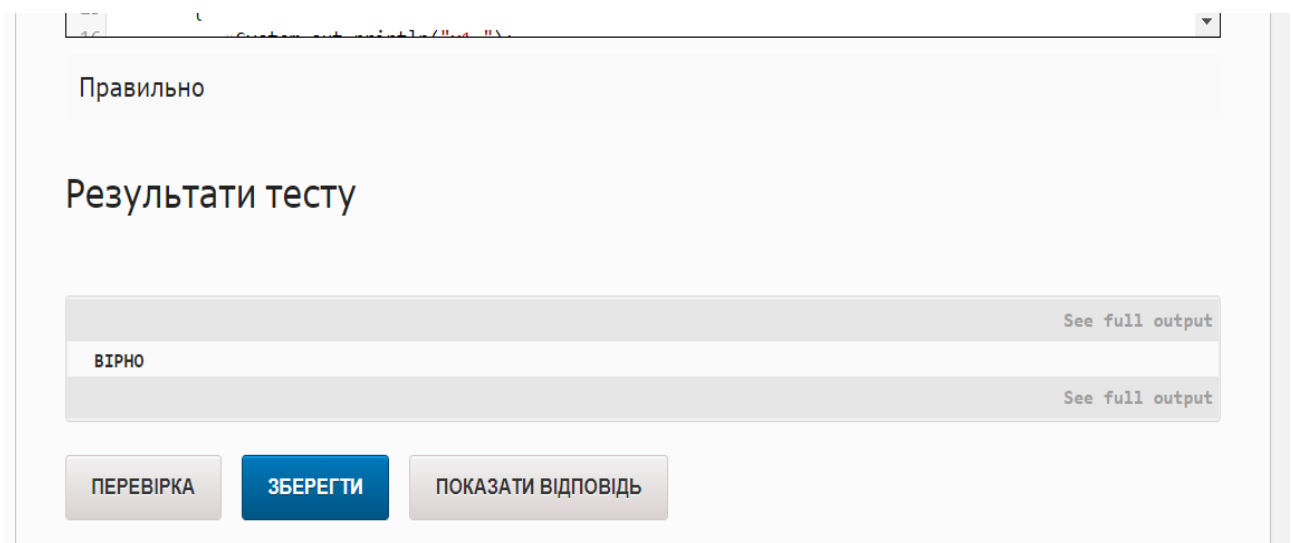 Правильно
Результати тесту
See full output
ВІРНО
See full output
ПЕРЕВІРКА
ЗБЕРЕГТИ
ПОКАЗАТИ ВІДПОВІДЬ